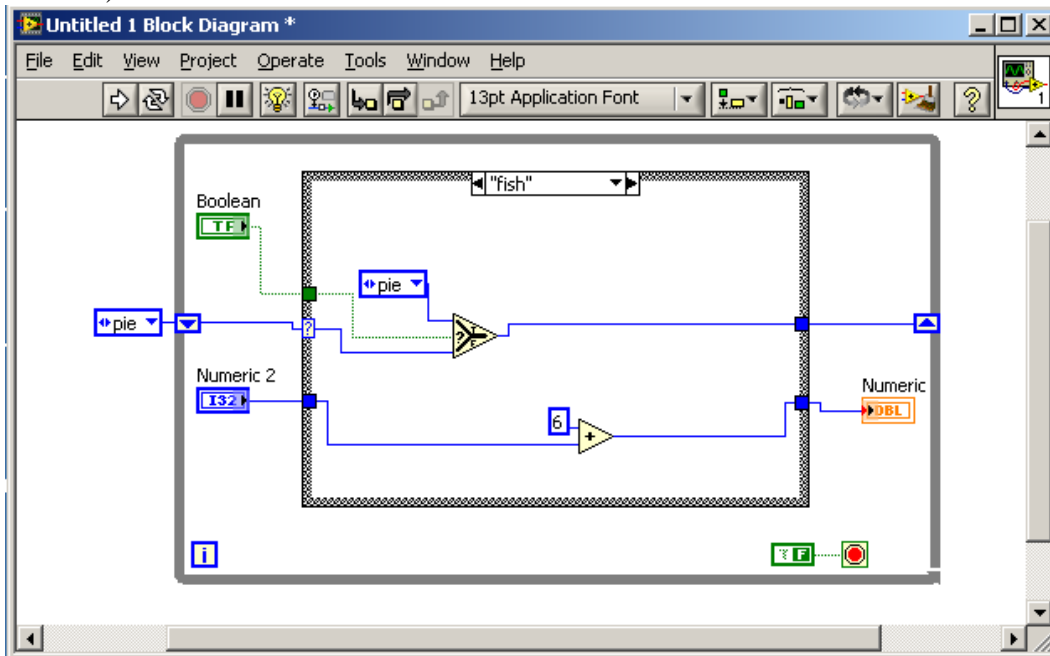 Untitled 1 Block Diagram *
File Edit View Project Operate Tools Window Help
13pt Application Font
1
"fish"
Boolean
TF
pie
pie
?
?
T
F
Numeric 2
I32
6
+
Numeric
DBL
i
F